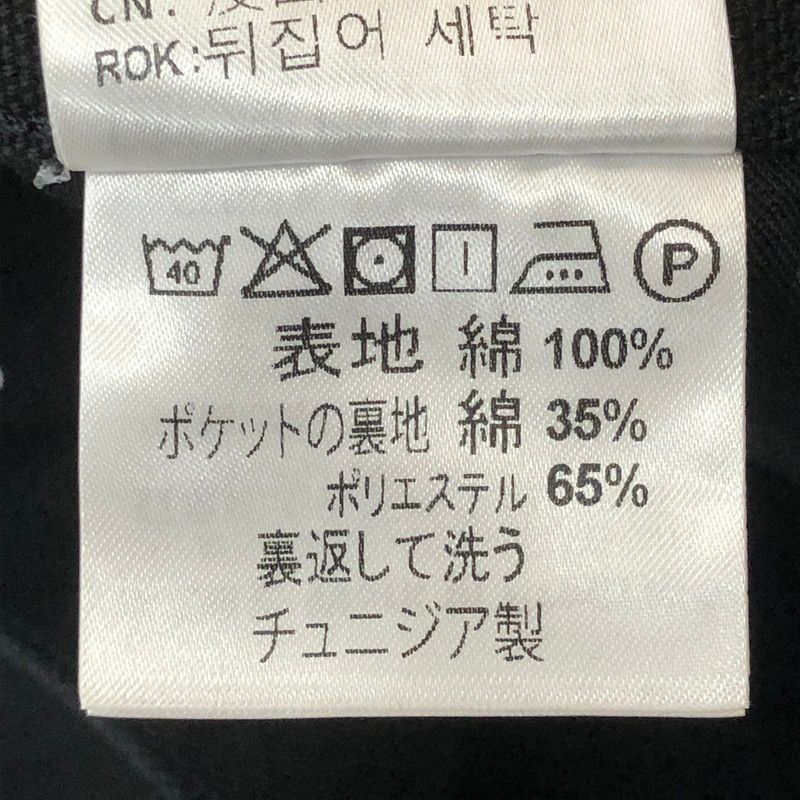 CN:
ROK:뒤집어 세탁
40
P
表地 綿 100%
ポケットの裏地 綿 35%
ポリエステル 65%
裏返して洗う
チュニジア製